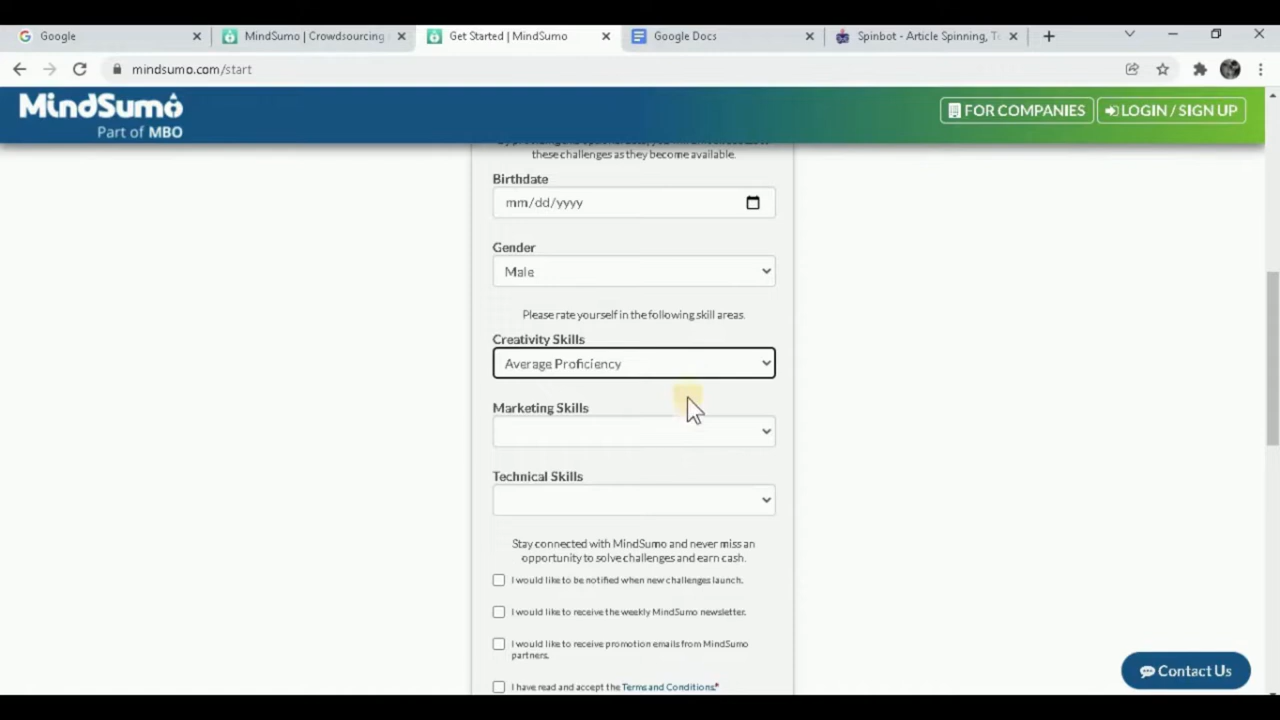 Google
MindSumo | Crowdsourcing
Get Started | MindSumo
Google Docs
Spinbot - Article Spinning, T
mindsumo.com/start
MindSumo
Part of MBO
FOR COMPANIES
LOGIN / SIGN UP
these challenges as they become available.
Birthdate
mm/dd/yyyy
Gender
Male
Please rate yourself in the following skill areas.
Creativity Skills
Average Proficiency
Marketing Skills
Technical Skills
Stay connected with MindSumo and never miss an
opportunity to solve challenges and earn cash.
I would like to be notified when new challenges launch.
I would like to receive the weekly MindSumo newsletter.
I would like to receive promotion emails from MindSumo
partners.
I have read and accept the Terms and Conditions.*
Contact Us